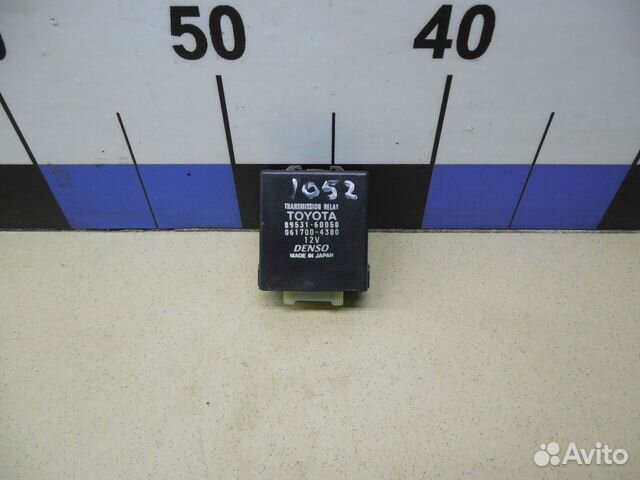 50
40
1052
TRANSMISSION RELAY
TOYOTA
89531-60050
061700-4380
12V
DENSO
MADE IN JAPAN
Avito